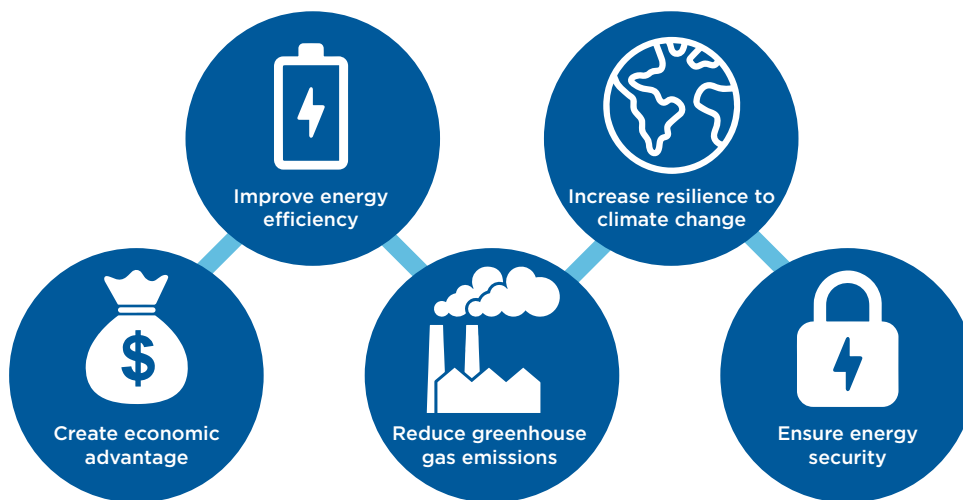 Improve energy
efficiency
Increase resilience to
climate change
$
Create economic
advantage
Reduce greenhouse
gas emissions
Ensure energy
security